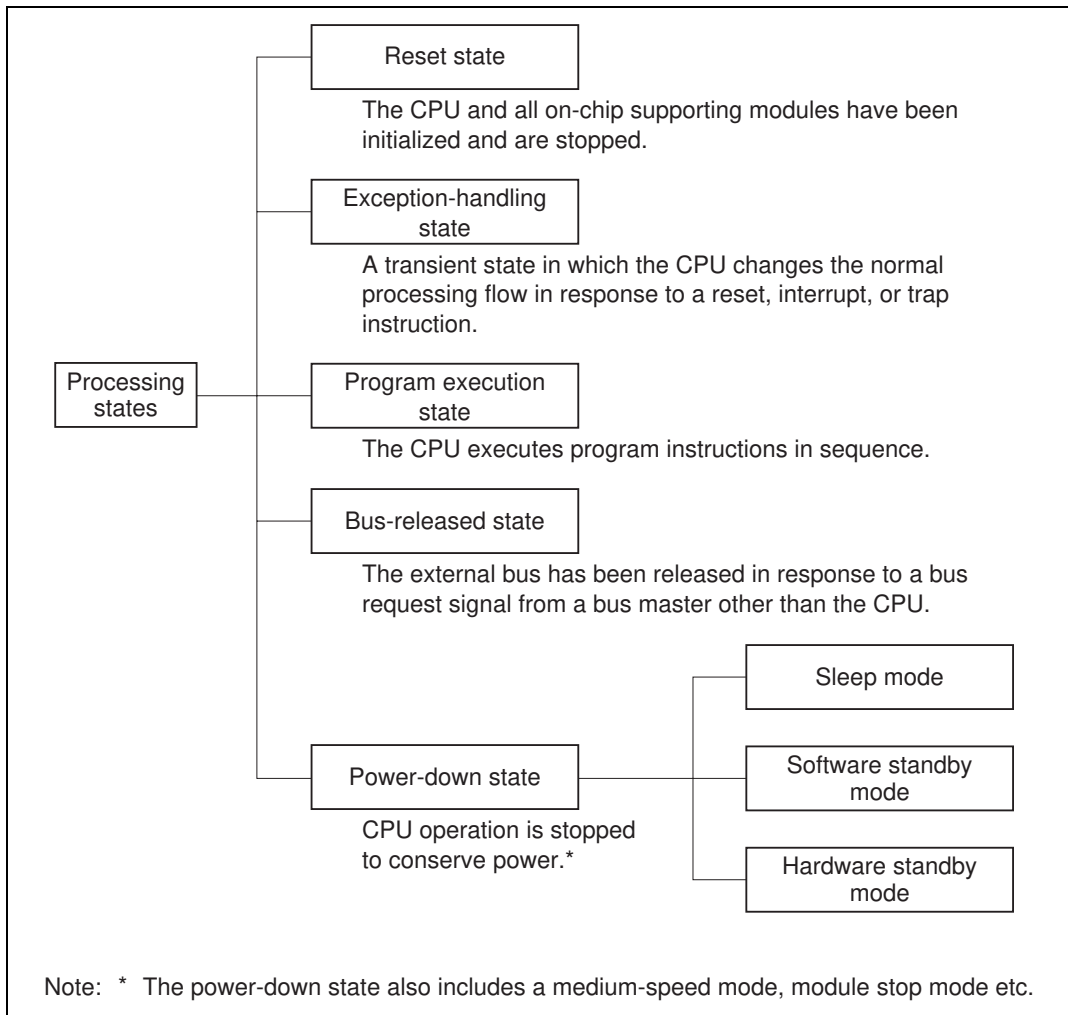 Reset state
The CPU and all on-chip supporting modules have been
initialized and are stopped.
Exception-handling
state
A transient state in which the CPU changes the normal
processing flow in response to a reset, interrupt, or trap
instruction.
Processing
states
Program execution
state
The CPU executes program instructions in sequence.
Bus-released state
The external bus has been released in response to a bus
request signal from a bus master other than the CPU.
Sleep mode
Power-down state
CPU operation is stopped
to conserve power.*
Software standby
mode
Hardware standby
mode
Note: * The power-down state also includes a medium-speed mode, module stop mode etc.